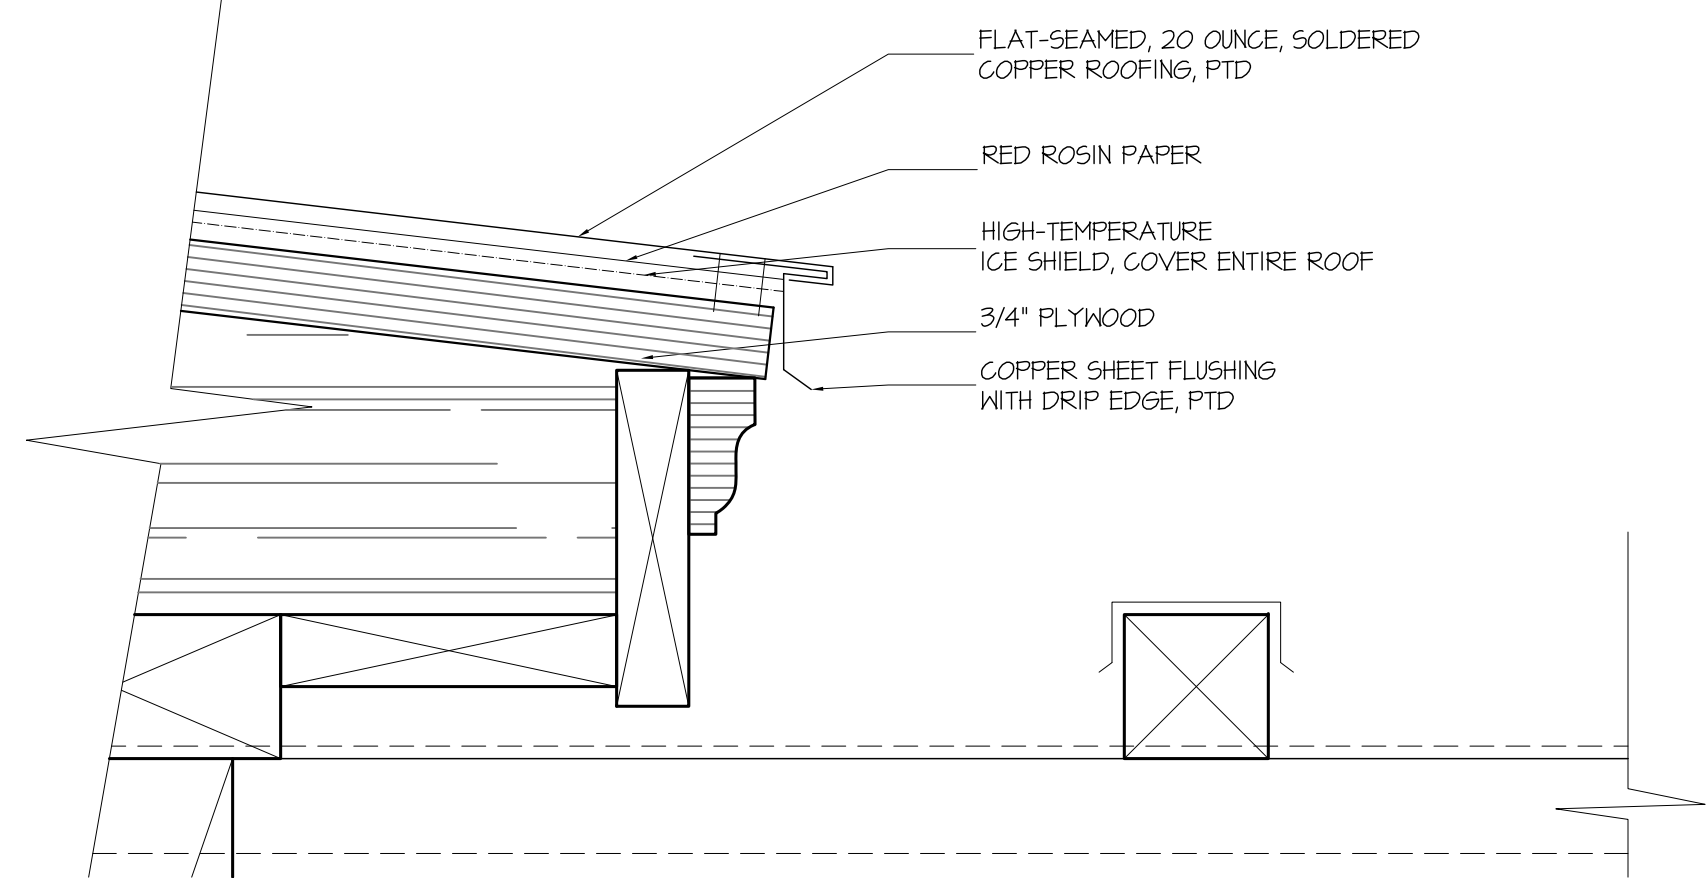 FLAT-SEAMED, 20 OUNCE, SOLDERED
COPPER ROOFING, PTD
RED ROSIN PAPER
HIGH-TEMPERATURE
ICE SHIELD, COVER ENTIRE ROOF
3/4" PLYWOOD
COPPER SHEET FLUSHING
WITH DRIP EDGE, PTD